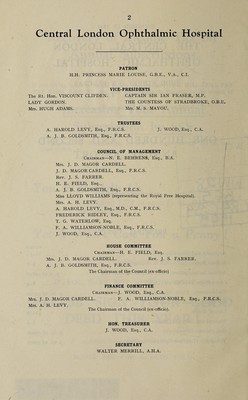 2
Central London Ophthalmic Hospital
PATRON
H.H. PRINCESS MARIE LOUISE, G.B.E., V.A., C.I.
VICE-PRESIDENTS
The Rt. Hon. VISCOUNT CLIFDEN. CAPTAIN SIR IAN FRASER, M.P.
LADY GORDON. THE COUNTESS OF STRADBROKE, G.B.E.
Mrs. HUGH ADAMS. Mrs. M. S. MAYOU.
TRUSTEES
A. HAROLD LEVY, Esq., F.R.C.S. J. WOOD, Esq., C.A.
A. J. B. GOLDSMITH, Esq., F.R.C.S.
COUNCIL OF MANAGEMENT
CHAIRMAN—N. E. BEHRENS, Esq., B.A.
Mrs. J. D. MAGOR CARDELL.
J. D. MAGOR CARDELL, Esq., F.R.C.S.
Rev. J. S. FARRER.
H. B. FIELD, Esq.,
A. J. B. GOLDSMITH, Esq., F.R.C.S.
Hon LLOYD WILLIAMS (representing the Royal Free Hospital).
Mrs. A. H. LEVY.
A. HAROLD LEVY, Esq., M.D., C.M., F.R.C.S.
FREDERICK RIDLEY, Esq., F.R.C.S.
T. G. WATERLOW, Esq.
F. A. WILLIAMSON-NOBLE, Esq., F.R.C.S.
J. WOOD, Esq., C.A.
HOUSE COMMITTEE
CHAIRMAN—H. E. FIELD, Esq.
Mrs. J. D. MAGOR CARDELL. Rev. J. S. FARRER.
A. J. B. GOLDSMITH, Esq., F.R.C.S.
The Chairman of the Council (ex-officio).
FINANCE COMMITTEE
CHAIRMAN—J. WOOD, Esq., C.A.
Mrs. J. D. MAGOR CARDELL. F. A. WILLIAMSON-NOBLE, Esq., F.R.C.S.
Mrs. A. H. LEVY.
The Chairman of the Council (ex-officio).
HON. TREASURER
J. WOOD, Esq., C.A.
SECRETARY
WALTER MERRILL, A.H.A.